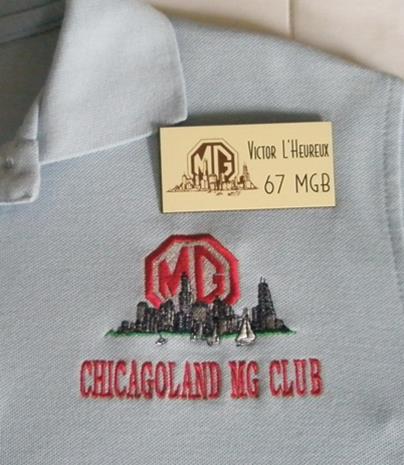 MG
Victor L'Heureux
67 MGB
MG
CHICAGOLAND MG CLUB